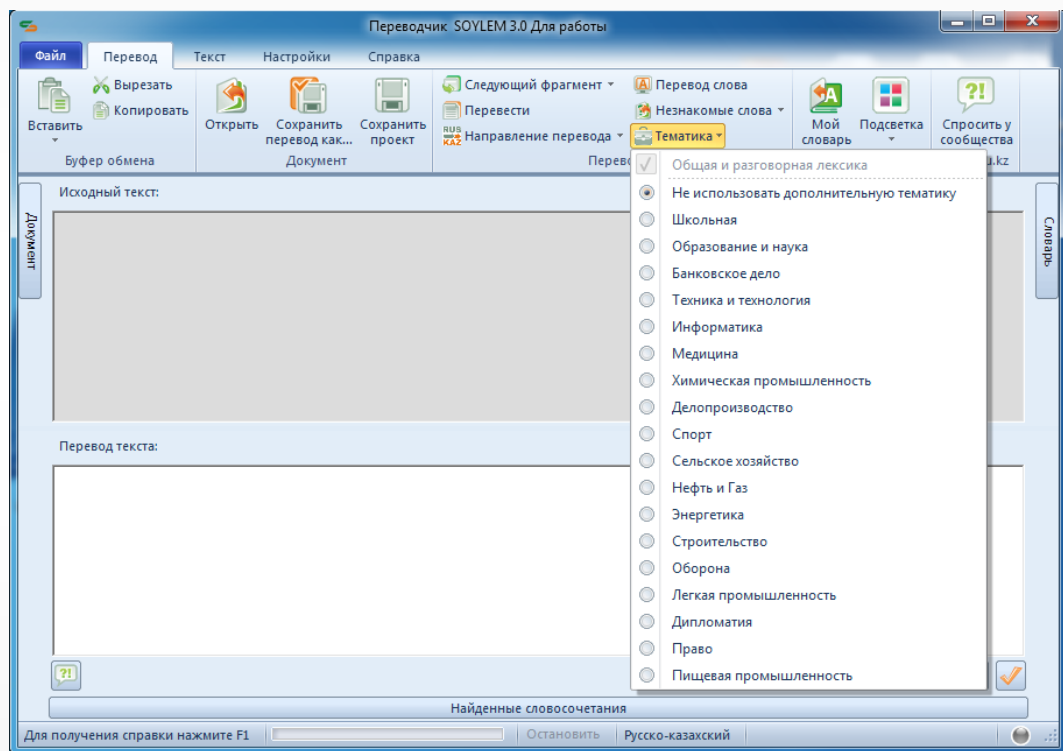 Переводчик SOYLEM 3.0 Для работы
Файл Перевод Текст Настройки Справка
Вставить
Вырезать
Копировать
Буфер обмена
Открыть
Сохранить перевод как...
Сохранить проект
Документ
Следующий фрагмент
Перевести
RUS KAZ Направление перевода
Перевод слова
Незнакомые слова
Тематика
Мой словарь
Подсветка
Спросить у сообщества
Документ
Исходный текст:
Словарь
Общая и разговорная лексика
Не использовать дополнительную тематику
Школьная
Образование и наука
Банковское дело
Техника и технология
Информатика
Медицина
Химическая промышленность
Делопроизводство
Спорт
Сельское хозяйство
Нефть и Газ
Энергетика
Строительство
Оборона
Легкая промышленность
Дипломатия
Право
Пищевая промышленность
Перевод текста:
Найденные словосочетания
Для получения справки нажмите F1 Остановить Русско-казахский